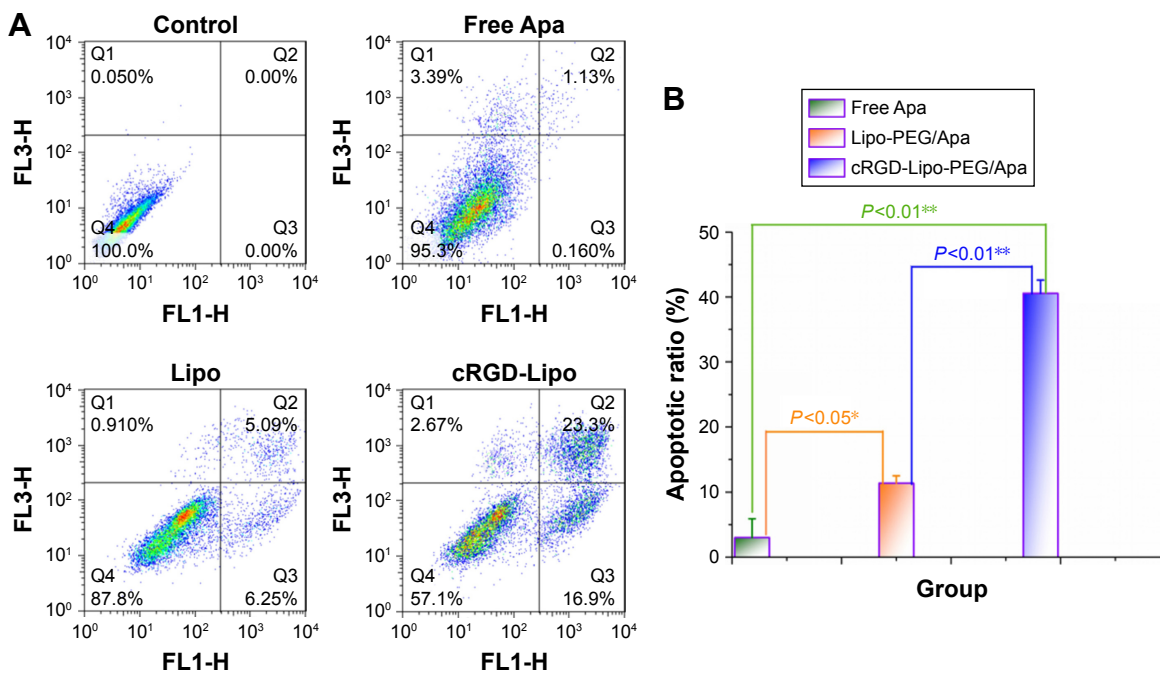 A
Control
10⁴
10³
10²
10¹
10⁰
FL3-H
Q1
0.050%
Q2
0.00%
Q4
100.0%
Q3
0.00%
10⁰ 10¹ 10² 10³ 10⁴
FL1-H
Free Apa
10⁴
10³
10²
10¹
10⁰
FL3-H
Q1
3.39%
Q2
1.13%
Q4
95.3%
Q3
0.160%
10⁰ 10¹ 10² 10³ 10⁴
FL1-H
Lipo
10⁴
10³
10²
10¹
10⁰
FL3-H
Q1
0.910%
Q2
5.09%
Q4
87.8%
Q3
6.25%
10⁰ 10¹ 10² 10³ 10⁴
FL1-H
cRGD-Lipo
10⁴
10³
10²
10¹
10⁰
FL3-H
Q1
2.67%
Q2
23.3%
Q4
57.1%
Q3
16.9%
10⁰ 10¹ 10² 10³ 10⁴
FL1-H
B
Free Apa
Lipo-PEG/Apa
cRGD-Lipo-PEG/Apa
Apoptotic ratio (%)
50
40
30
20
10
0
P<0.01**
P<0.01**
P<0.05*
Group